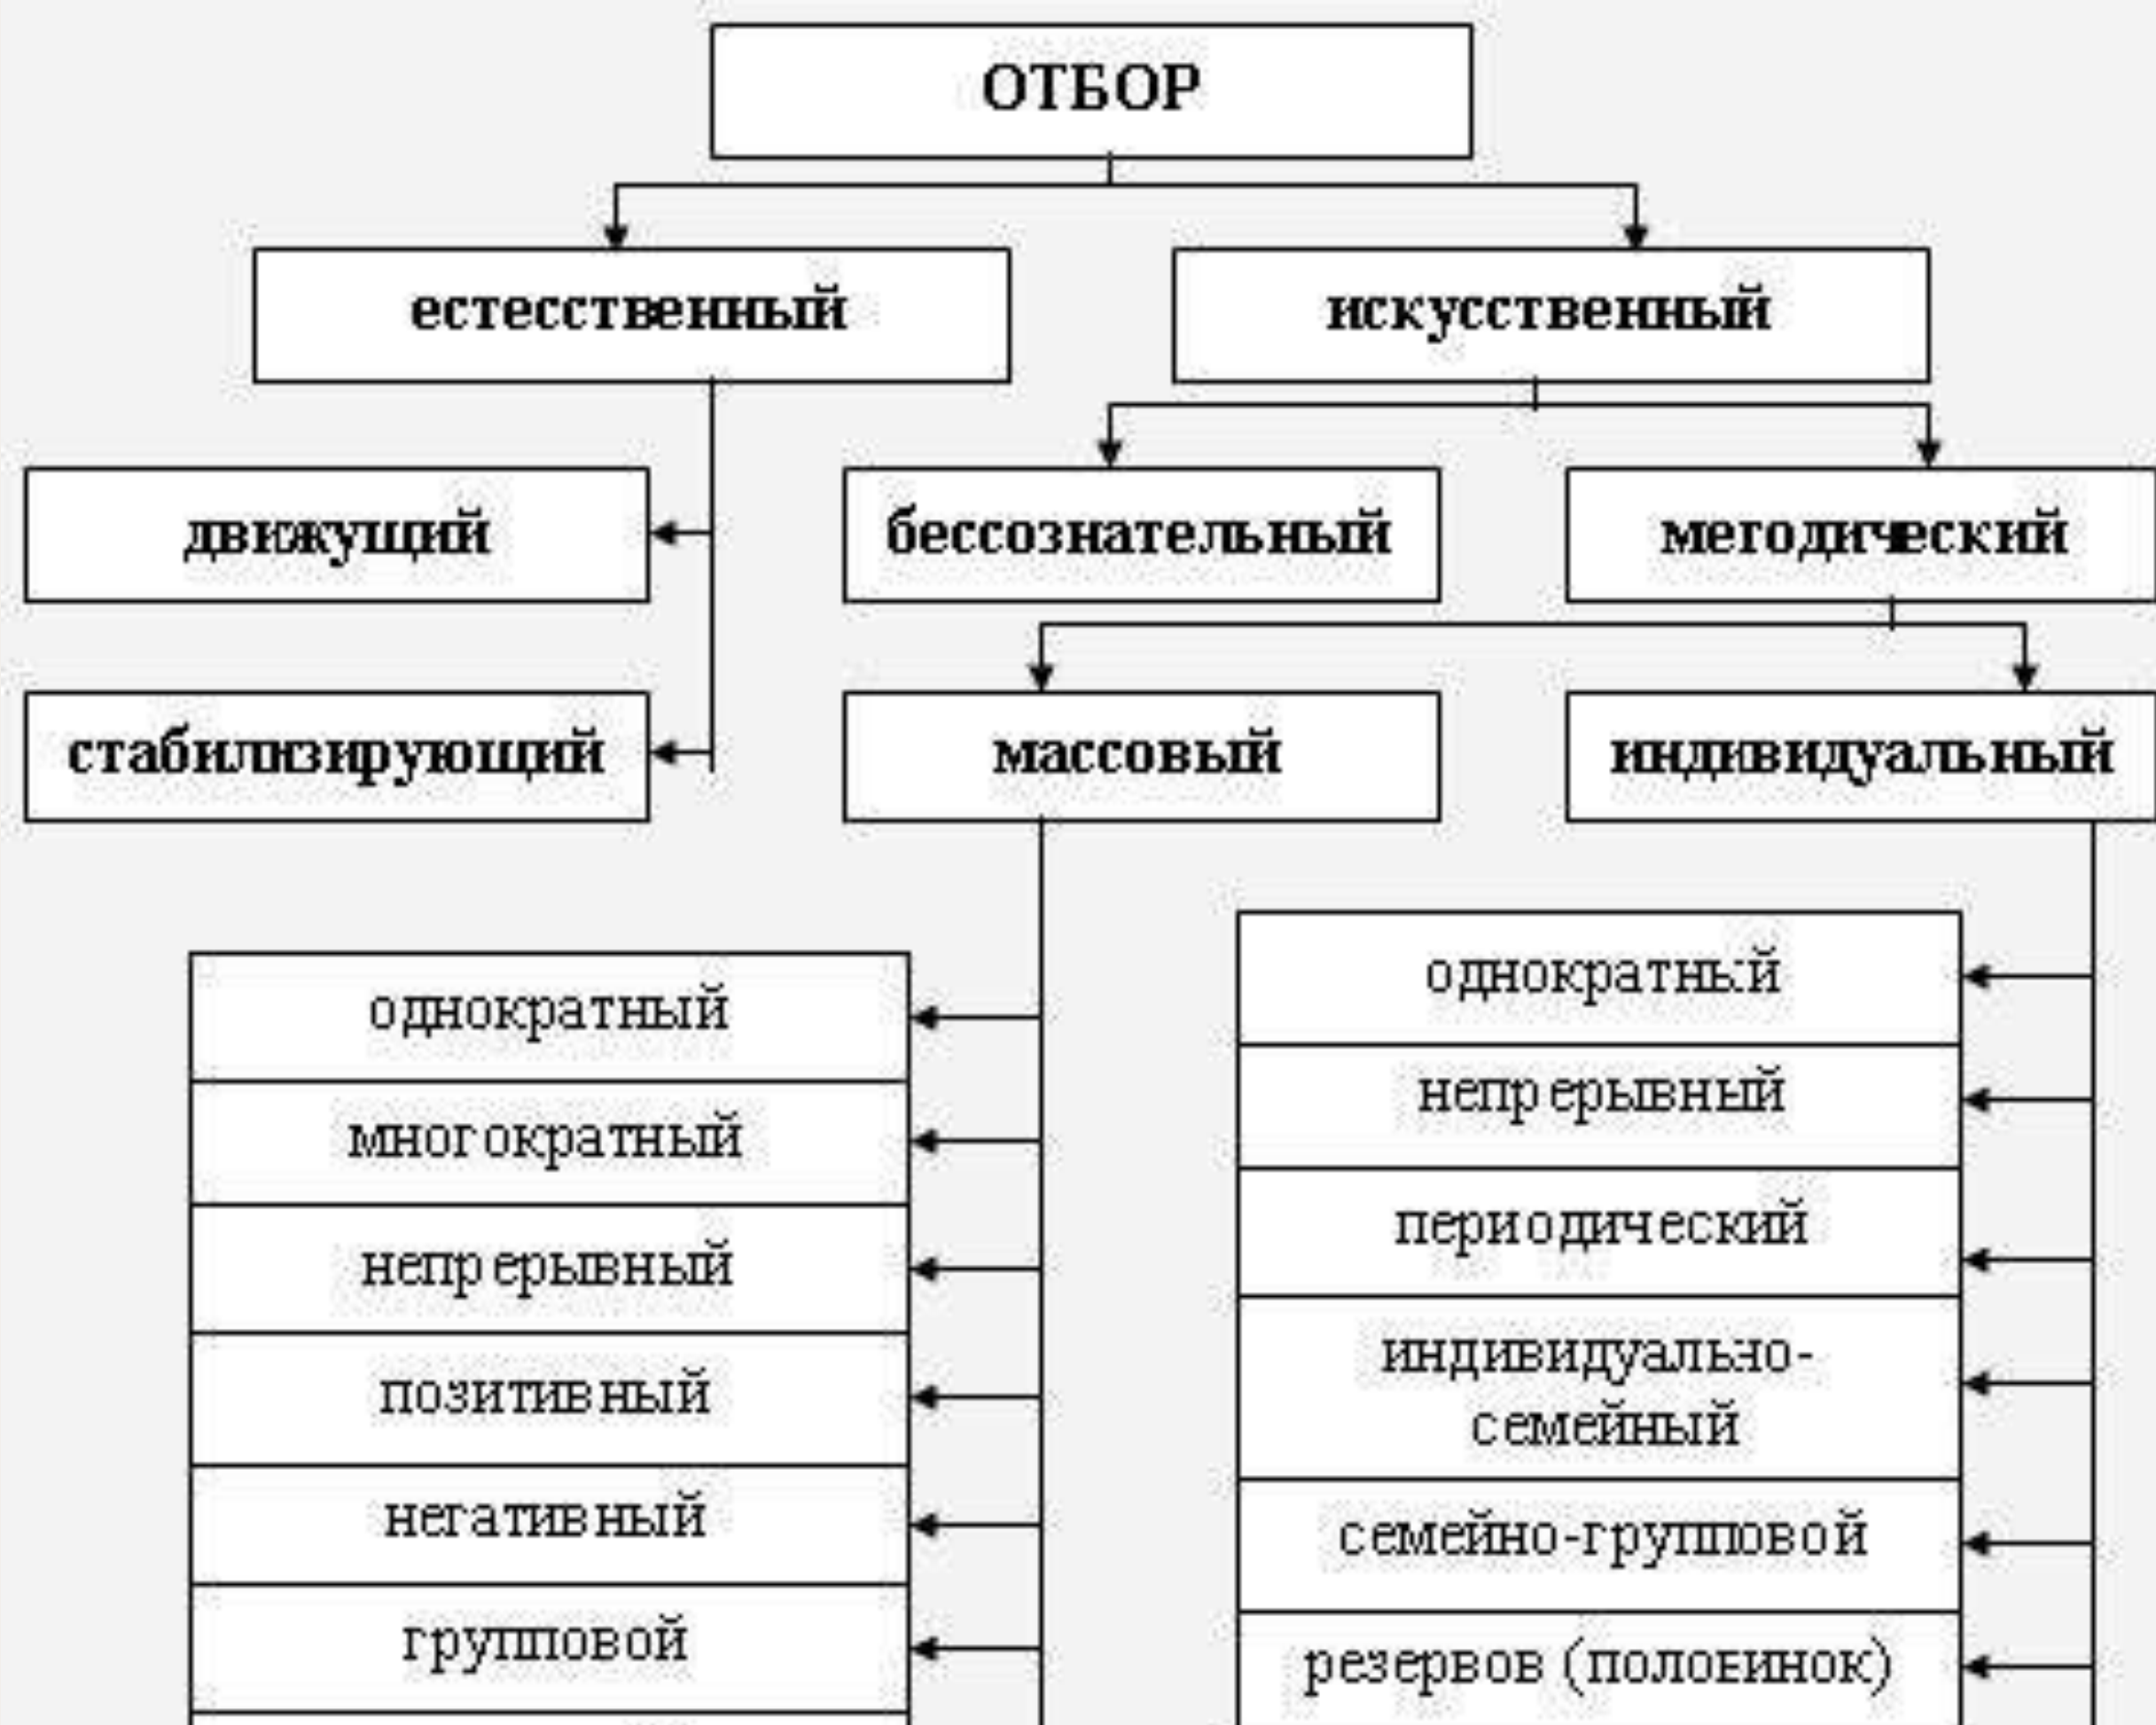 ОТБОР
естесственный
искусственный
движущий
бессознательный
методический
стабилизирующий
массовый
индивидуальный
однократный
многократный
непрерывный
позитивный
негативный
групповой
однократный
непрерывный
периодический
индивидуально-
семейный
семейно-групповой
резервов (половинок)